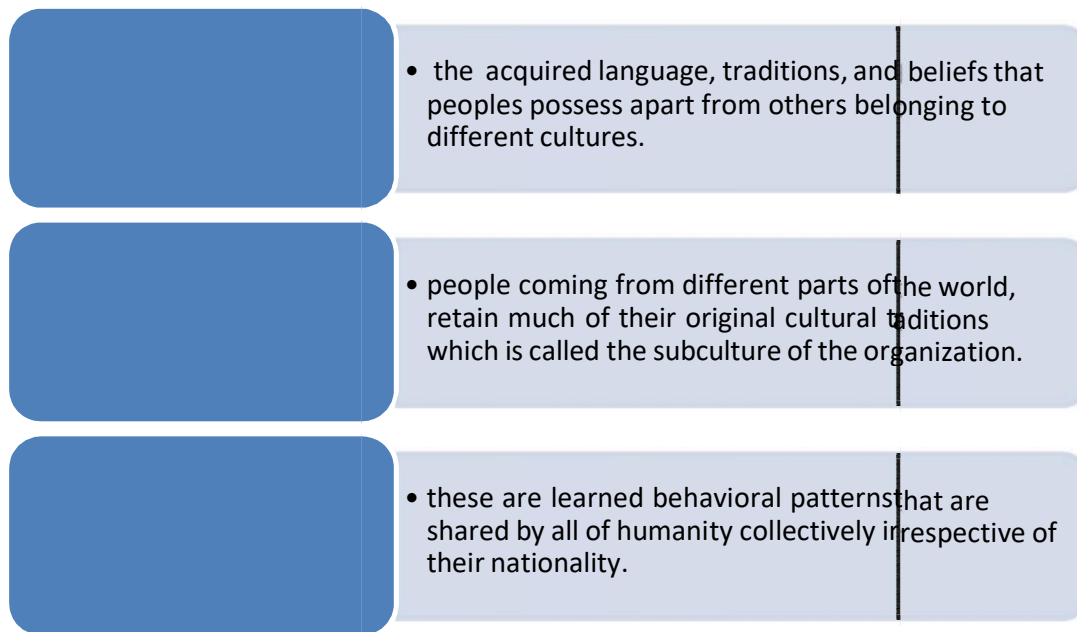 • the acquired language, traditions, and beliefs that
peoples possess apart from others belonging to
different cultures.
• people coming from different parts of the world,
retain much of their original cultural taditions
which is called the subculture of the organization.
• these are learned behavioral patterns that are
shared by all of humanity collectively irrespective of
their nationality.